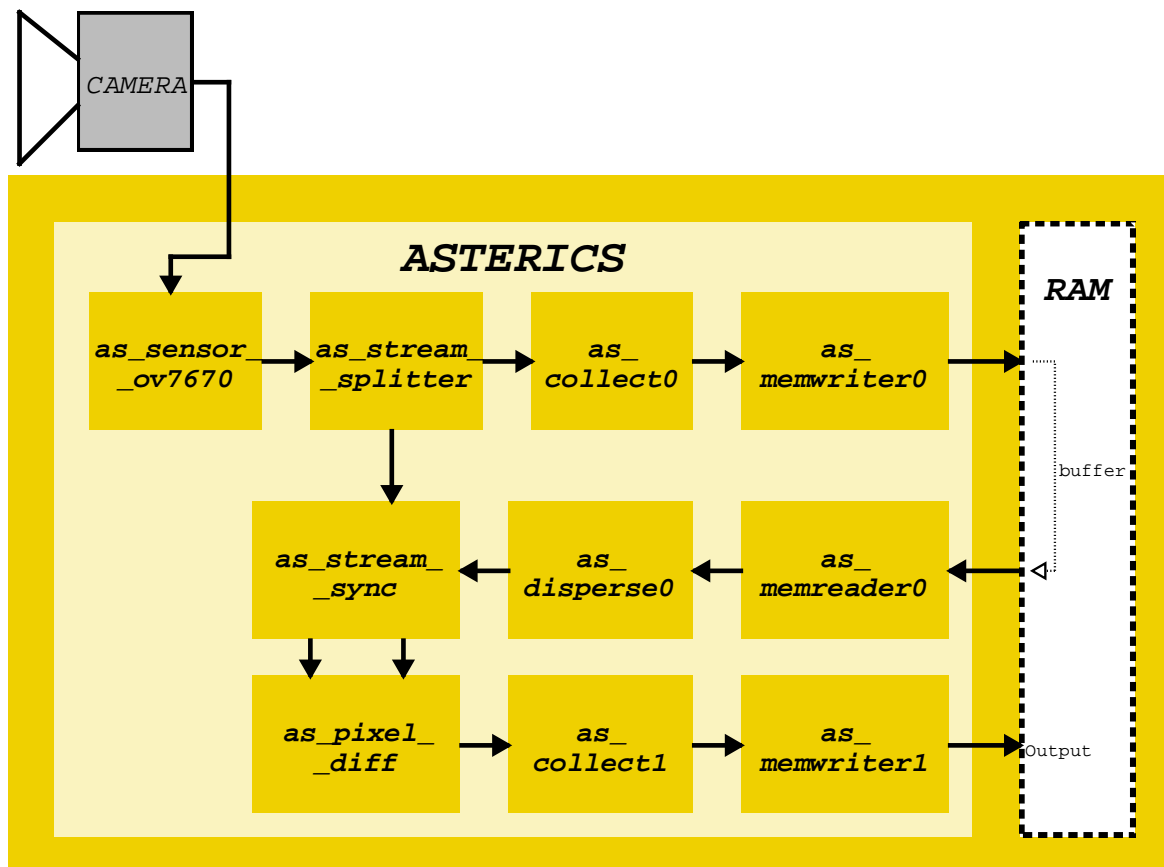 CAMERA
ASTERICS
RAM
as_sensor_
_ov7670
as_stream_
_splitter
as_
collect0
as_
memwriter0
buffer
as_stream_
_sync
as_
disperse0
as_
memreader0
as_pixel_
_diff
as_
collect1
as_
memwriter1
Output